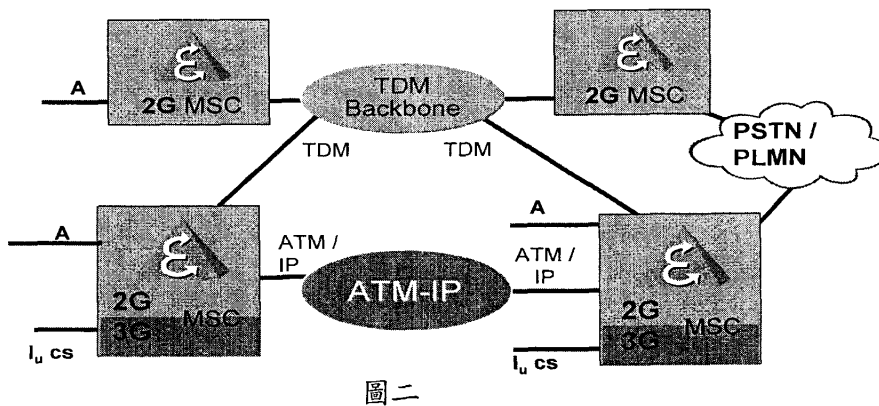 A
2G MSC
TDM
Backbone
2G MSC
PSTN /
PLMN
TDM
TDM
A
2G
3G
MSC
Iu cs
ATM /
IP
ATM-IP
A
ATM /
IP
2G
3G
MSC
Iu cs
圖二